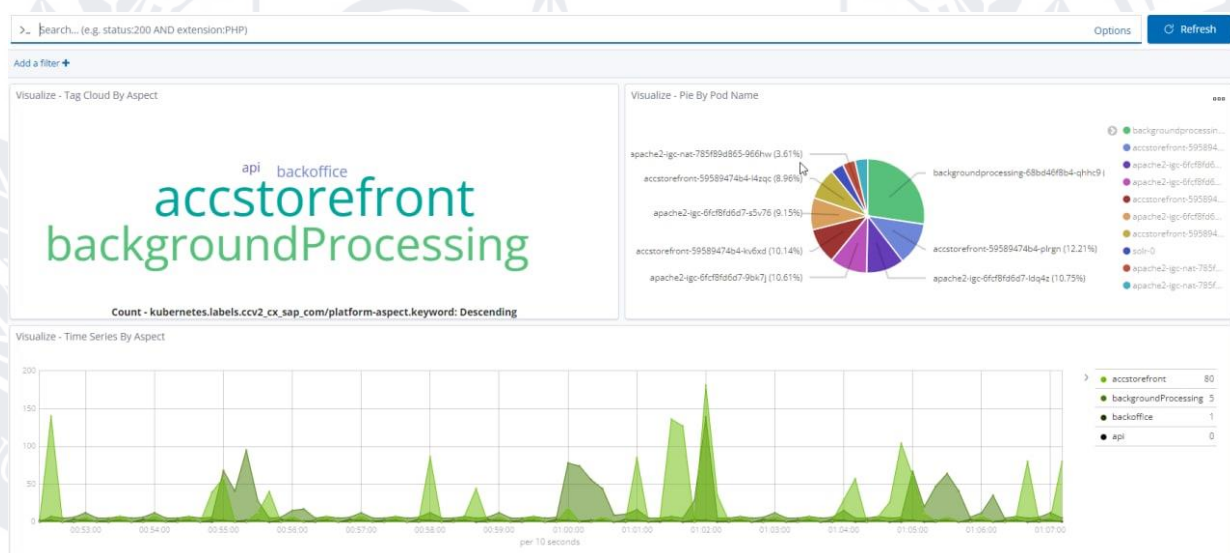 >_ Search... (e.g. status:200 AND extension:PHP)
Options
Refresh
Add a filter
Visualize - Tag Cloud By Aspect
api backoffice
accstorefront
backgroundProcessing
Count - kubernetes.labels.ccv2_cx_sap_com/platform-aspect.keyword: Descending
Visualize - Pie By Pod Name
apache2-igc-nat-785f89d865-966hw (3.61%)
accstorefront-59589474b4-l4zqc (8.96%)
apache2-igc-6fcf8fd6d7-s5v76 (9.15%)
accstorefront-59589474b4-kv6xd (10.14%)
apache2-igc-6fcf8fd6d7-9bk7j (10.61%)
backgroundprocessing-68bd46f8b4-qhhc9 (
accstorefront-59589474b4-plrgn (12.21%)
apache2-igc-6fcf8fd6d7-ldq4z (10.75%)
backgroundprocessin...
accstorefront-595894...
apache2-igc-6fcf8fd6...
apache2-igc-6fcf8fd6...
accstorefront-595894...
apache2-igc-6fcf8fd6...
accstorefront-595894...
solr-0
apache2-igc-nat-785f...
apache2-igc-nat-785f...
Visualize - Time Series By Aspect
200
150
100
50
0
00:53:00 00:54:00 00:55:00 00:56:00 00:57:00 00:58:00 00:59:00 01:00:00 01:01:00 01:02:00 01:03:00 01:04:00 01:05:00 01:06:00 01:07:00
per 10 seconds
accstorefront 80
backgroundProcessing 5
backoffice 1
api 0